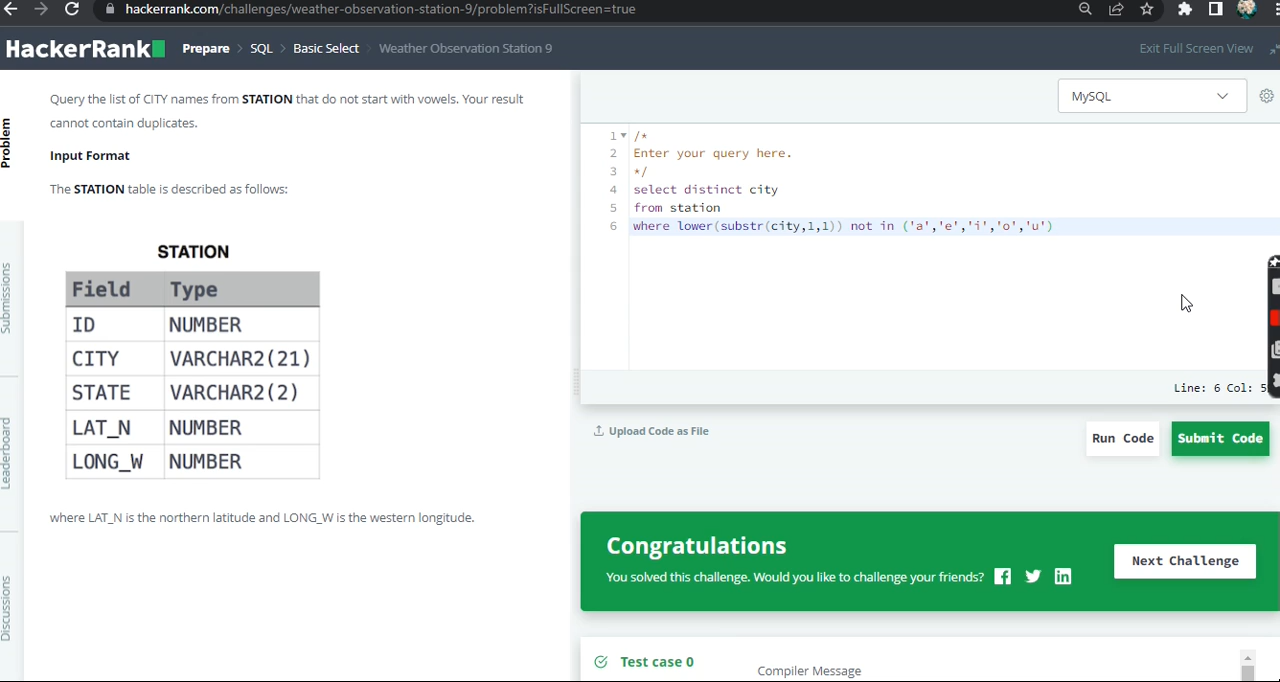 hackerrank.com/challenges/weather-observation-station-9/problem?isFullScreen=true
HackerRank
Prepare > SQL > Basic Select > Weather Observation Station 9
Exit Full Screen View
Problem
Submissions
Leaderboard
Discussions
Query the list of CITY names from STATION that do not start with vowels. Your result
cannot contain duplicates.
Input Format
The STATION table is described as follows:
STATION
Field Type
ID NUMBER
CITY VARCHAR2(21)
STATE VARCHAR2(2)
LAT_N NUMBER
LONG_W NUMBER
where LAT_N is the northern latitude and LONG_W is the western longitude.
MySQL
1 /*
2 Enter your query here.
3 */
4 select distinct city
5 from station
6 where lower(substr(city,1,1)) not in ('a','e','i','o','u')
Line: 6 Col: 5
Upload Code as File
Run Code
Submit Code
Congratulations
You solved this challenge. Would you like to challenge your friends?
Next Challenge
Test case 0
Compiler Message